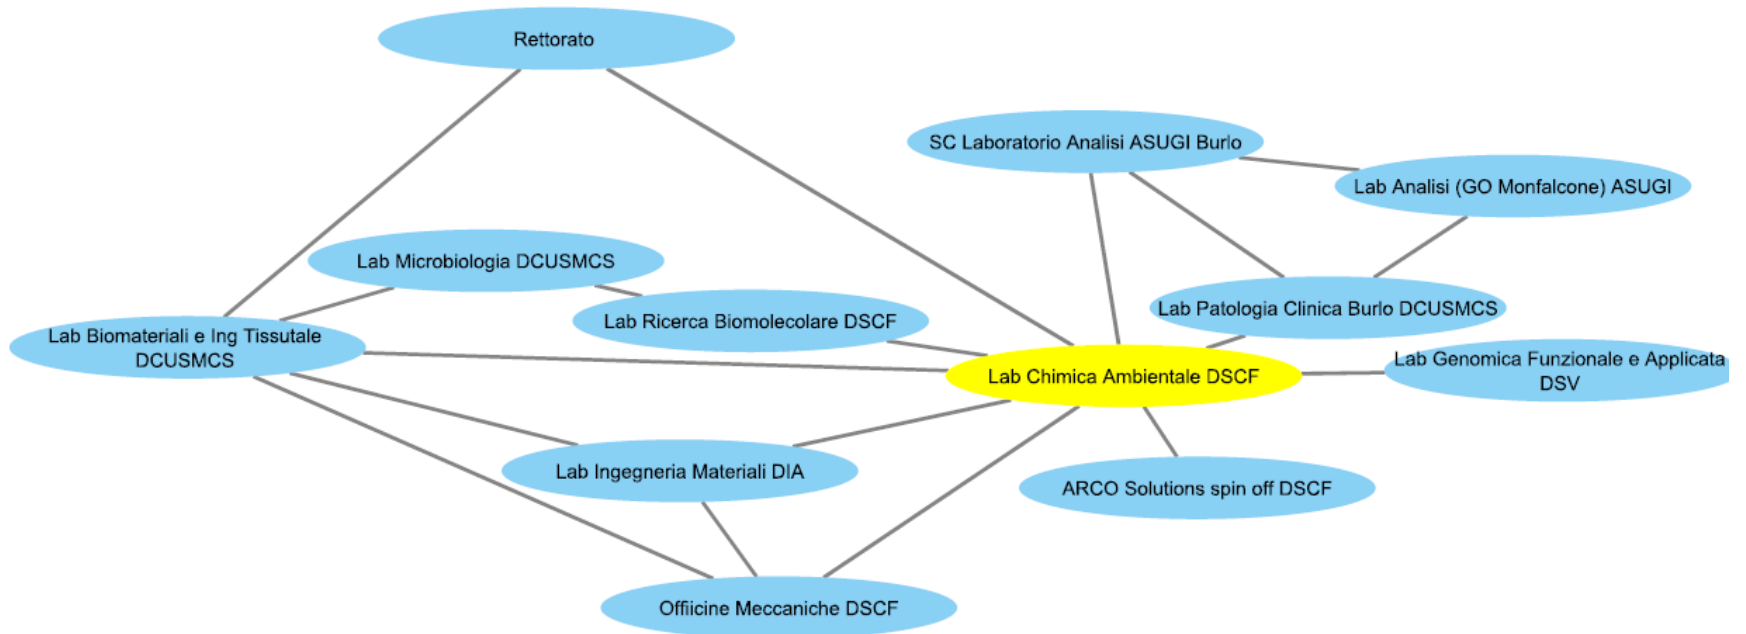 Rettorato
SC Laboratorio Analisi ASUGI Burlo
Lab Analisi (GO Monfalcone) ASUGI
Lab Microbiologia DCUSMCS
Lab Ricerca Biomolecolare DSCF
Lab Patologia Clinica Burlo DCUSMCS
Lab Biomateriali e Ing Tissutale
DCUSMCS
Lab Chimica Ambientale DSCF
Lab Genomica Funzionale e Applicata
DSV
Lab Ingegneria Materiali DIA
ARCO Solutions spin off DSCF
Offiicine Meccaniche DSCF